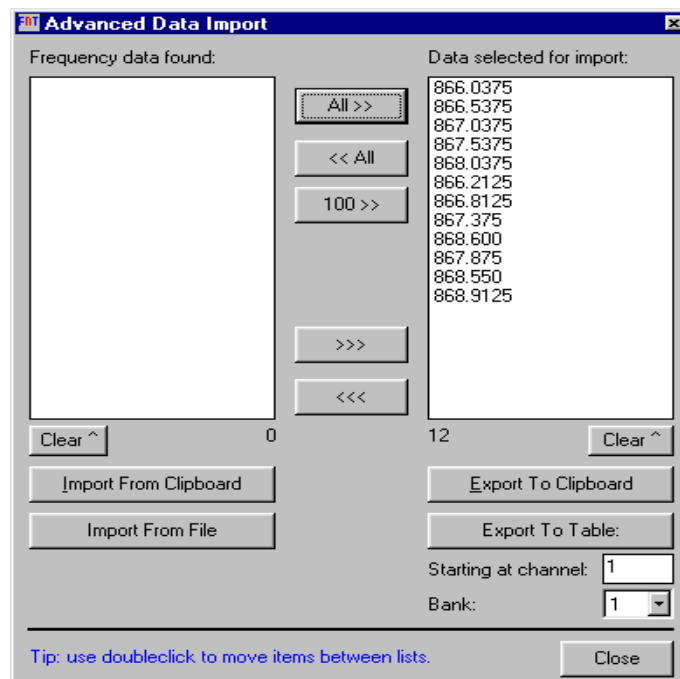 FNT Advanced Data Import
Frequency data found:
Data selected for import:
866.0375
866.5375
867.0375
867.5375
868.0375
866.2125
866.8125
867.375
868.600
867.875
868.550
868.9125
All >>
<< All
100 >>
>>>
<<<
Clear ^
0
12
Clear ^
Import From Clipboard
Export To Clipboard
Import From File
Export To Table:
Starting at channel: 1
Bank: 1
Tip: use doubleclick to move items between lists.
Close